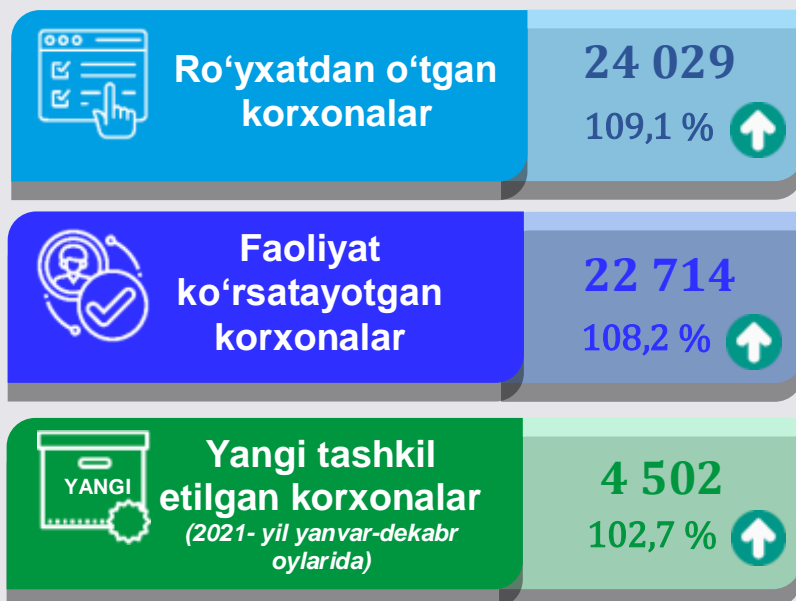 Ro‘yxatdan o‘tgan
korxonalar
24 029
109,1 %
Faoliyat
ko‘rsatayotgan
korxonalar
22 714
108,2 %
YANGI
Yangi tashkil
etilgan korxonalar
(2021- yil yanvar-dekabr
oylarida)
4 502
102,7 %